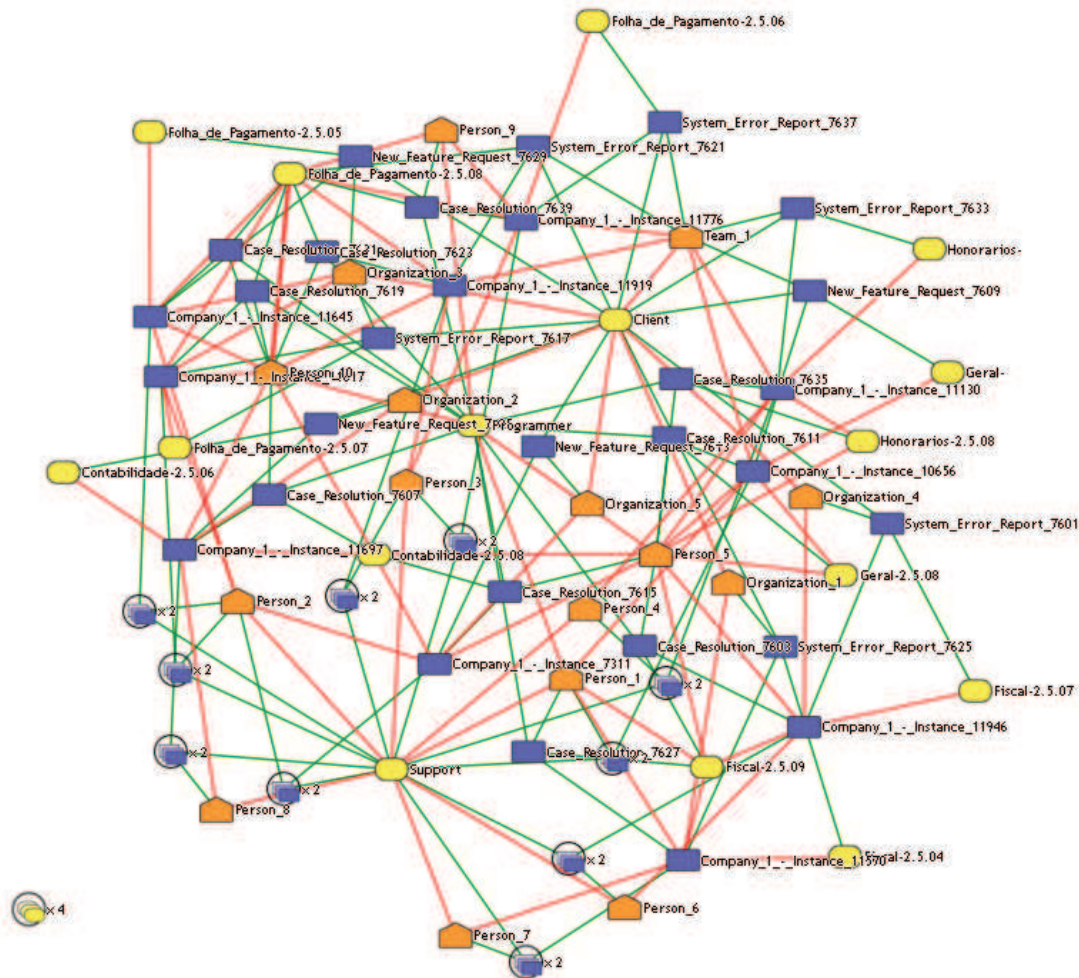 Folha_de_Pagamento-2.5.06
System_Error_Report_7637
Person_9
Folha_de_Pagamento-2.5.05
System_Error_Report_7621
New_Feature_Request_7629
Folha_de_Pagamento-2.5.08
Case_Resolution_7639
System_Error_Report_7633
Company_1_-_Instance_11776
Team_1
Case_Resolution_7623
Honorarios-
Organization_3
Company_1_-_Instance_11919
Case_Resolution_7619
New_Feature_Request_7609
Company_1_-_Instance_11645
Client
System_Error_Report_7617
Person_10
Geral-
Case_Resolution_7635
Company_1_-_Instance_11130
Organization_2
New_Feature_Request_
Programmer
Case_Resolution_7611
Honorarios-2.5.08
Folha_de_Pagamento-2.5.07
New_Feature_Request_
Contabilidade-2.5.06
Company_1_-_Instance_10656
Person_3
Case_Resolution_7607
Organization_4
Organization_5
System_Error_Report_7601
× 2
Company_1_-_Instance_11697
Contabilidade-2.5.08
Person_5
Geral-2.5.08
Organization_1
Case_Resolution_7615
× 2
Person_2
× 2
Person_4
Case_Resolution_7603
System_Error_Report_7625
Company_1_-_Instance_7311
× 2
Person_1
× 2
Fiscal-2.5.07
Company_1_-_Instance_11946
× 2
Case_Resolution_7627
× 2
Support
Fiscal-2.5.09
× 2
Person_8
Fiscal-2.5.04
× 2
Company_1_-_Instance_11570
× 4
Person_6
Person_7
× 2